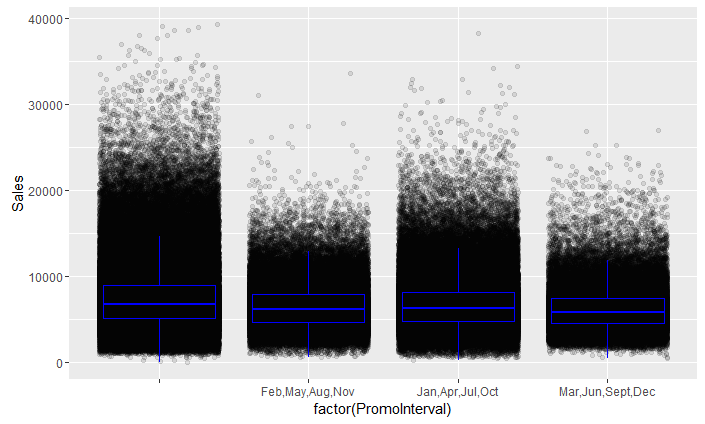 40000
30000
20000
10000
0
Sales
Feb,May,Aug,Nov
Jan,Apr,Jul,Oct
Mar,Jun,Sept,Dec
factor(PromoInterval)